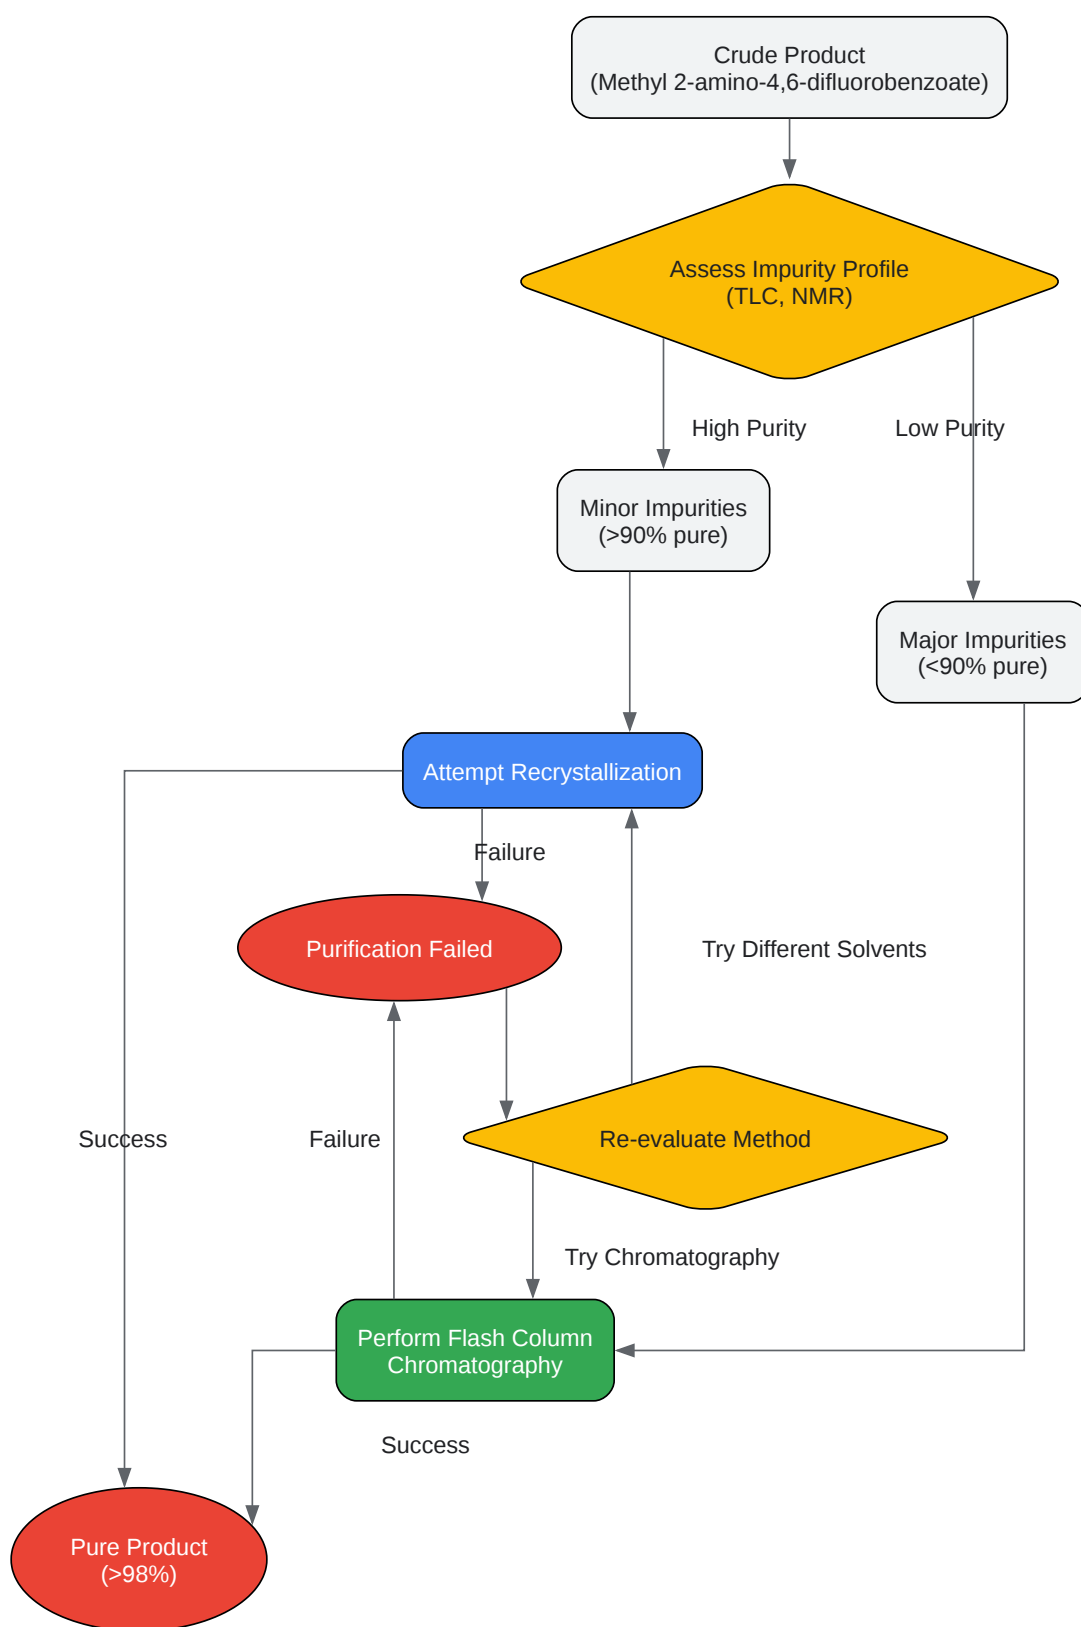 Crude Product
(Methyl 2-amino-4,6-difluorobenzoate)
Assess Impurity Profile
(TLC, NMR)
High Purity
Low Purity
Minor Impurities
(>90% pure)
Major Impurities
(<90% pure)
Attempt Recrystallization
Failure
Purification Failed
Try Different Solvents
Success
Failure
Re-evaluate Method
Try Chromatography
Perform Flash Column
Chromatography
Success
Pure Product
(>98%)